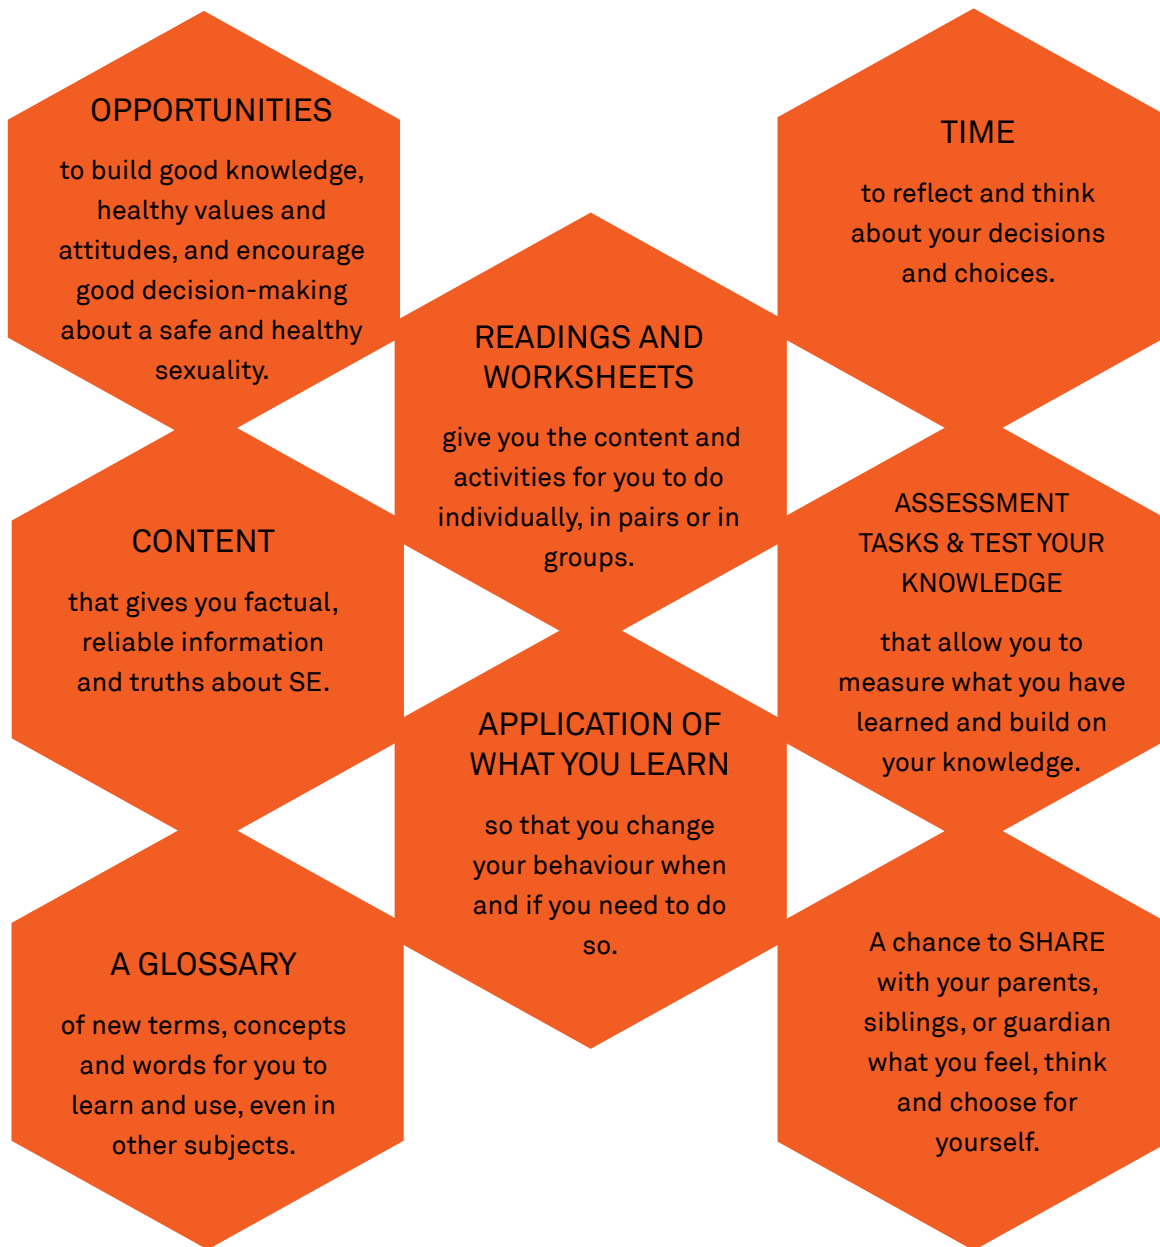 OPPORTUNITIES
to build good knowledge,
healthy values and
attitudes, and encourage
good decision-making
about a safe and healthy
sexuality.
CONTENT
that gives you factual,
reliable information
and truths about SE.
A GLOSSARY
of new terms, concepts
and words for you to
learn and use, even in
other subjects.
READINGS AND
WORKSHEETS
give you the content and
activities for you to do
individually, in pairs or in
groups.
APPLICATION OF
WHAT YOU LEARN
so that you change
your behaviour when
and if you need to do
so.
TIME
to reflect and think
about your decisions
and choices.
ASSESSMENT
TASKS & TEST YOUR
KNOWLEDGE
that allow you to
measure what you have
learned and build on
your knowledge.
A chance to SHARE
with your parents,
siblings, or guardian
what you feel, think
and choose for
yourself.